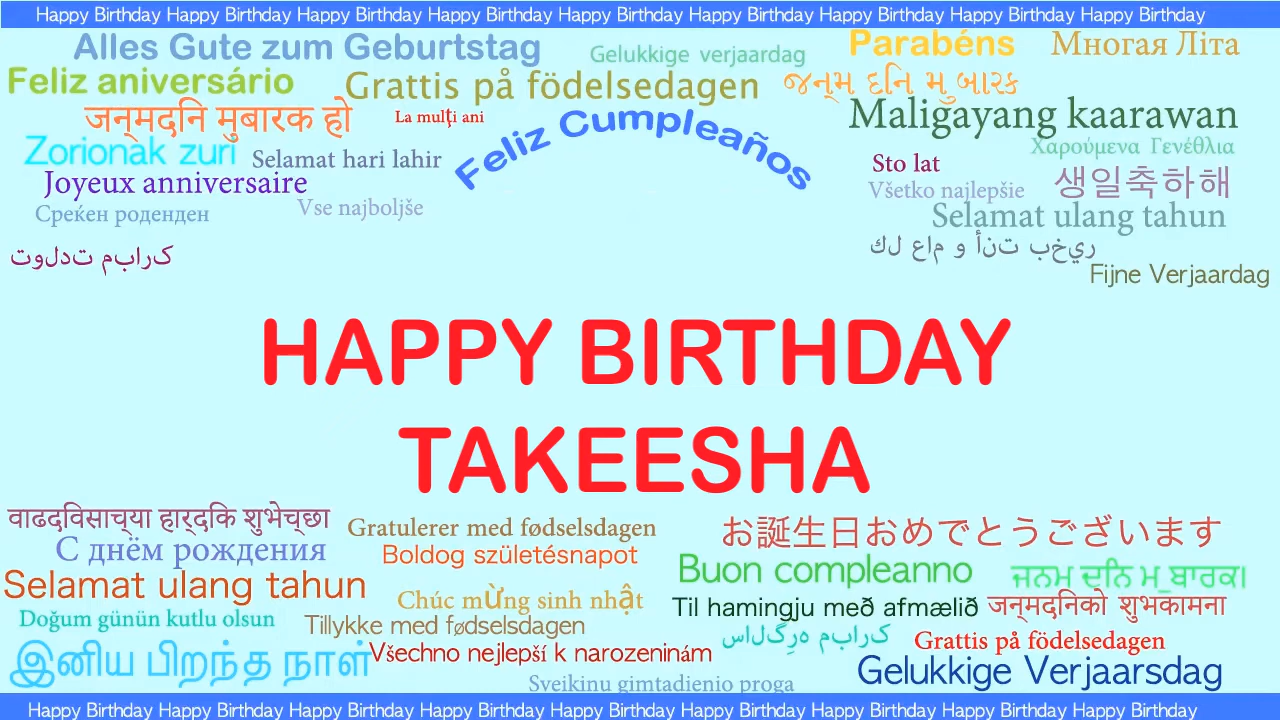 Happy Birthday Happy Birthday Happy Birthday Happy Birthday Happy Birthday Happy Birthday Happy Birthday Happy Birthday Happy Birthday
Alles Gute zum Geburtstag
Gelukkige verjaardag
Parabéns
Многая Літа
Feliz aniversário
Grattis på födelsedagen
જન્મ દિન મુબારક
जन्मदिन मुबारक हो
La mulţi ani
Feliz Cumpleaños
Maligayang kaarawan
Zorionak zuri
Selamat hari lahir
Χαρούμενα Γενέθλια
Sto lat
Joyeux anniversaire
Všetko najlepšie
생일축하해
Среќен роденден
Vse najboljše
Selamat ulang tahun
كل عام و أنت بخير
تولدت مبارک
Fijne Verjaardag
HAPPY BIRTHDAY
TAKEESHA
वाढदिवसाच्या हार्दिक शुभेच्छा
Gratulerer med fødselsdagen
お誕生日おめでとうございます
С днём рождения
Boldog születésnapot
Buon compleanno
ਜਨਮ ਦਿਨ ਮੁਬਾਰਕ।
Selamat ulang tahun
Chúc mừng sinh nhật
Til hamingju með afmælið
जन्मदिनको शुभकामना
Doğum günün kutlu olsun
Tillykke med fødselsdagen
سالگرہ مبارک
Grattis på födelsedagen
இனிய பிறந்த நாள்
Všechno nejlepší k narozeninám
Gelukkige Verjaarsdag
Sveikinu gimtadienio proga
Happy Birthday Happy Birthday Happy Birthday Happy Birthday Happy Birthday Happy Birthday Happy Birthday Happy Birthday Happy Birthday